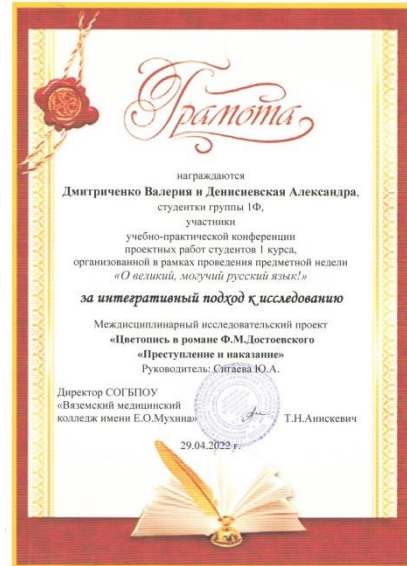 Грамота
награждаются
Дмитриченко Валерия и Денисиевская Александра,
студентки группы 1Ф,
участники
учебно-практической конференции
проектных работ студентов 1 курса,
организованной в рамках проведения предметной недели
«О великий, могучий русский язык!»
за интегративный подход к исследованию
Междисциплинарный исследовательский проект
«Цветопись в романе Ф.М.Достоевского
«Преступление и наказание»
Руководитель: Сигаева Ю.А.
Директор СОГБПОУ
«Вяземский медицинский
колледж имени Е.О.Мухина» Т.Н.Анискевич
29.04.2022 г.